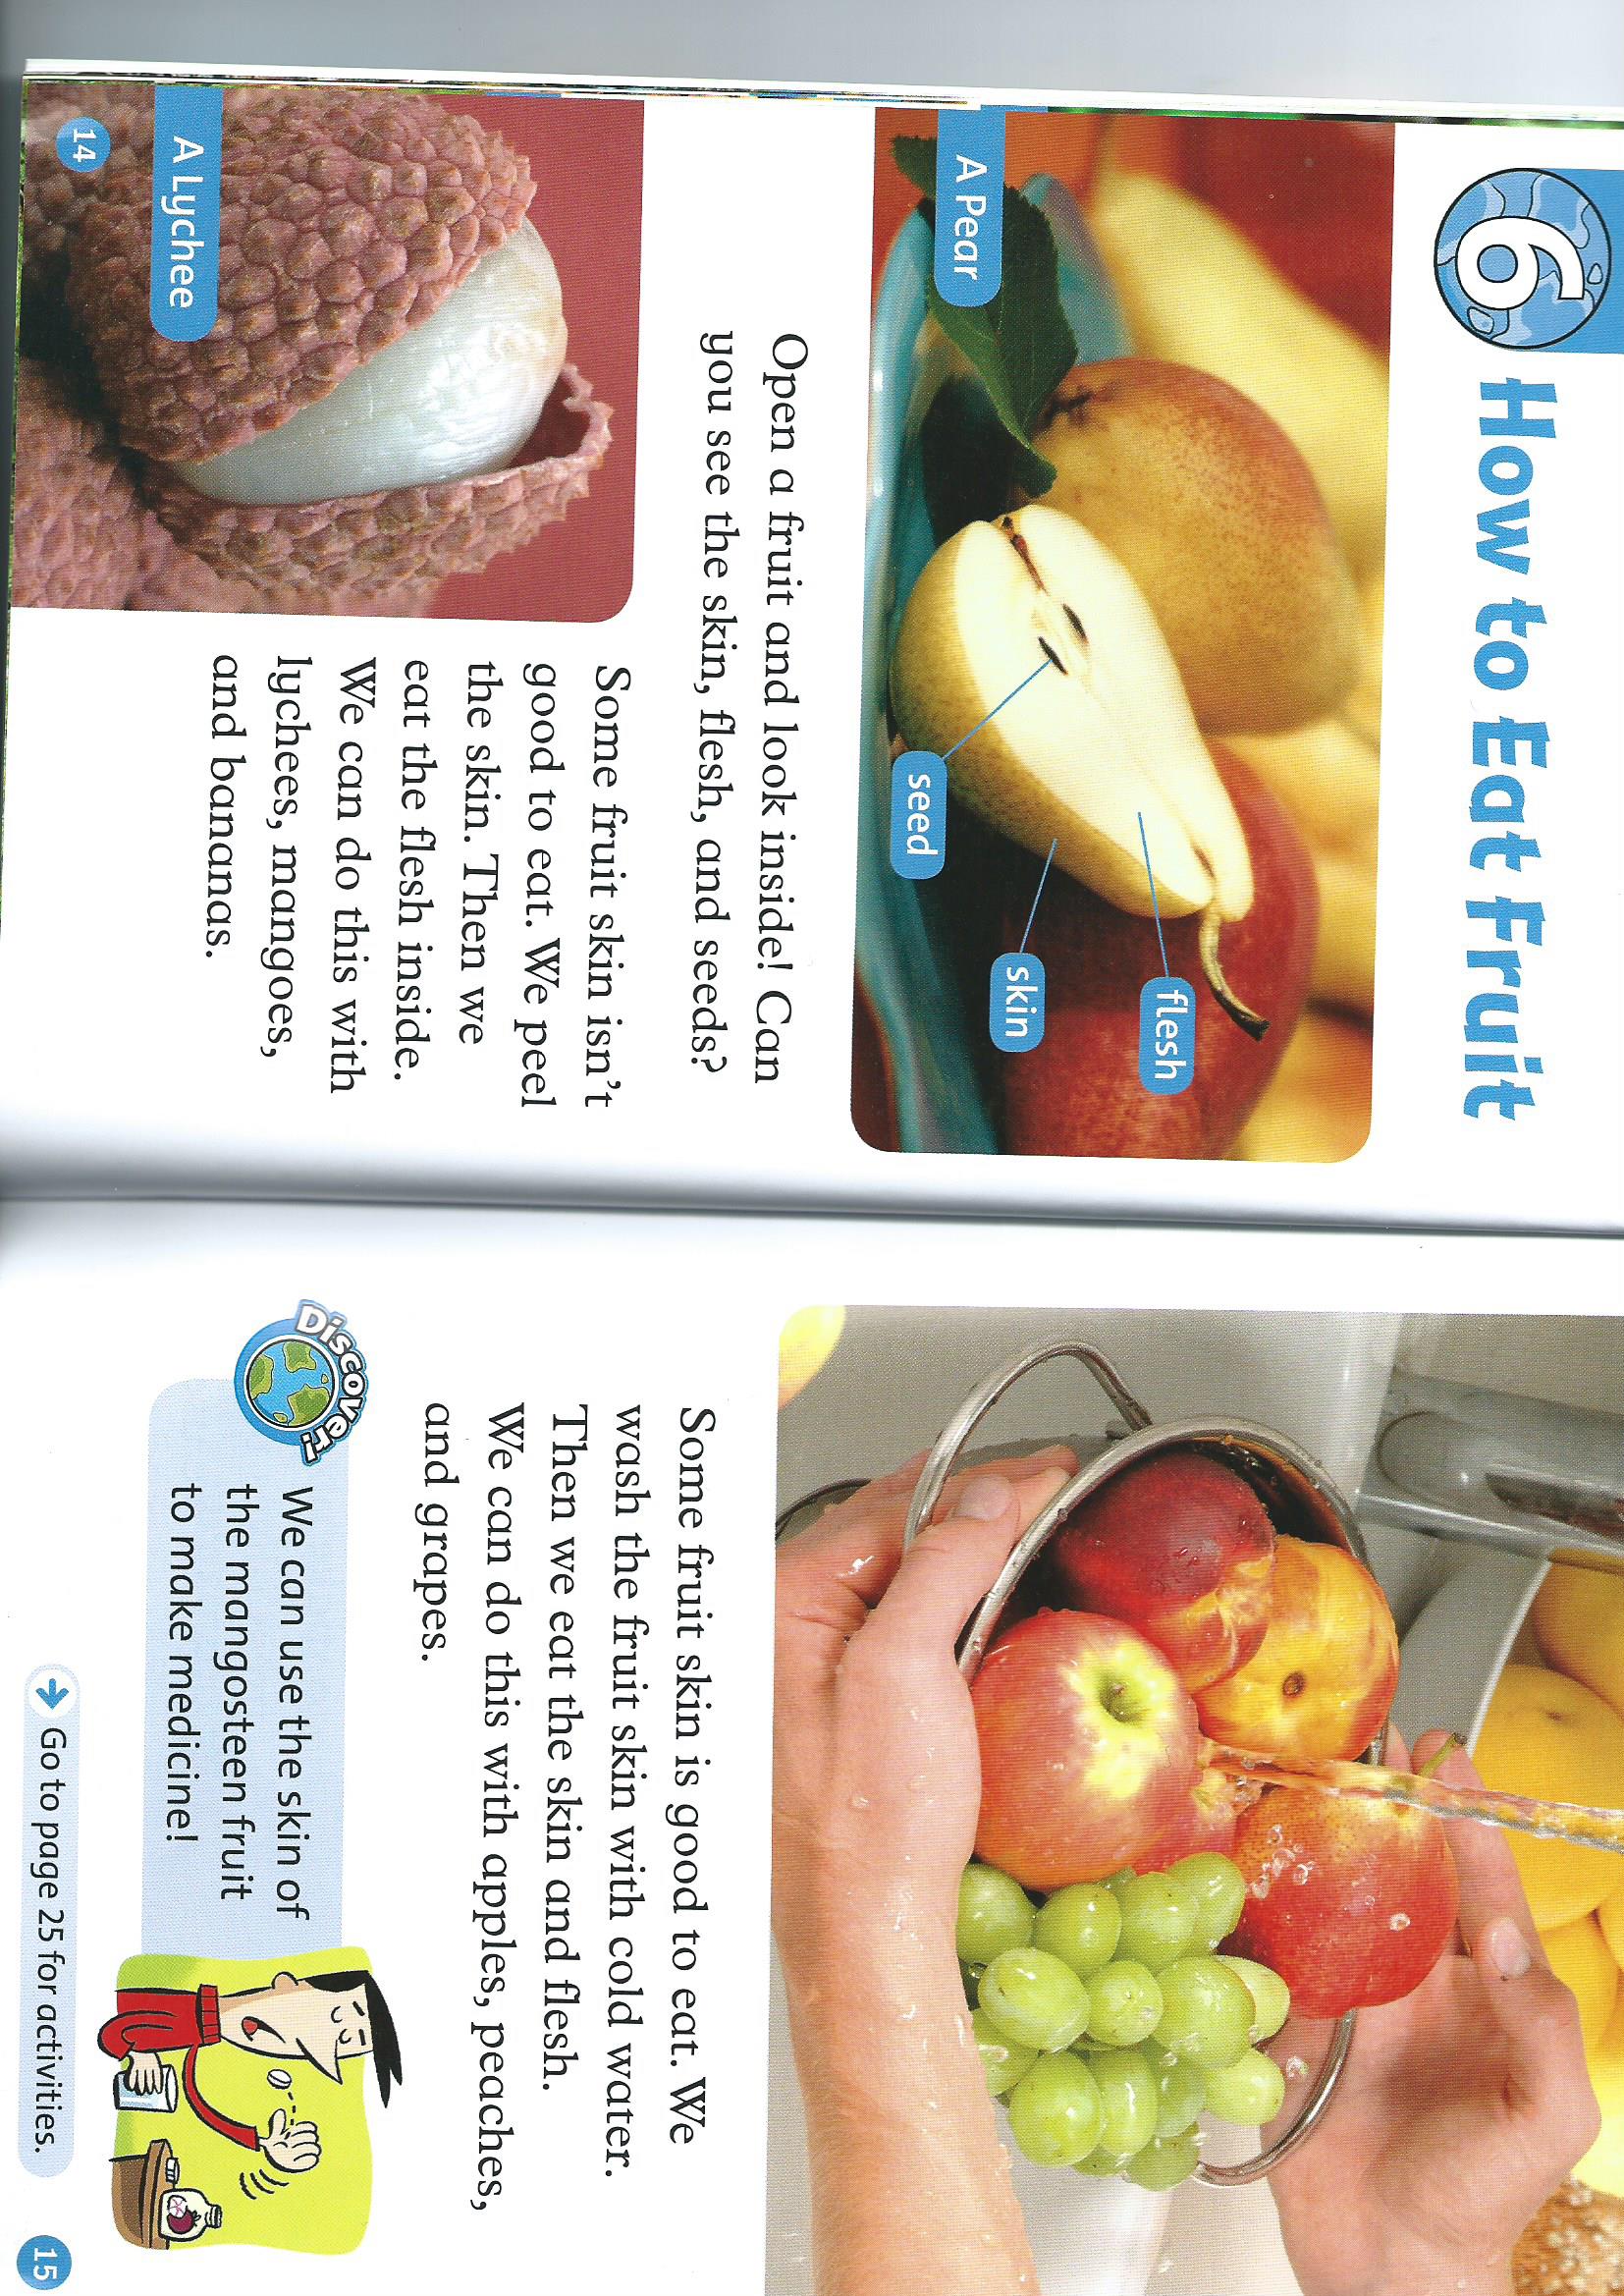 6 How to Eat Fruit
flesh
skin
seed
A Pear
Open a fruit and look inside! Can
you see the skin, flesh, and seeds?
Some fruit skin isn't
good to eat. We peel
the skin. Then we
eat the flesh inside.
We can do this with
lychees, mangoes,
and bananas.
A Lychee
14
Some fruit skin is good to eat. We
wash the fruit skin with cold water.
Then we eat the skin and flesh.
We can do this with apples, peaches,
and grapes.
Discover!
We can use the skin of
the mangosteen fruit
to make medicine!
→ Go to page 25 for activities.
15